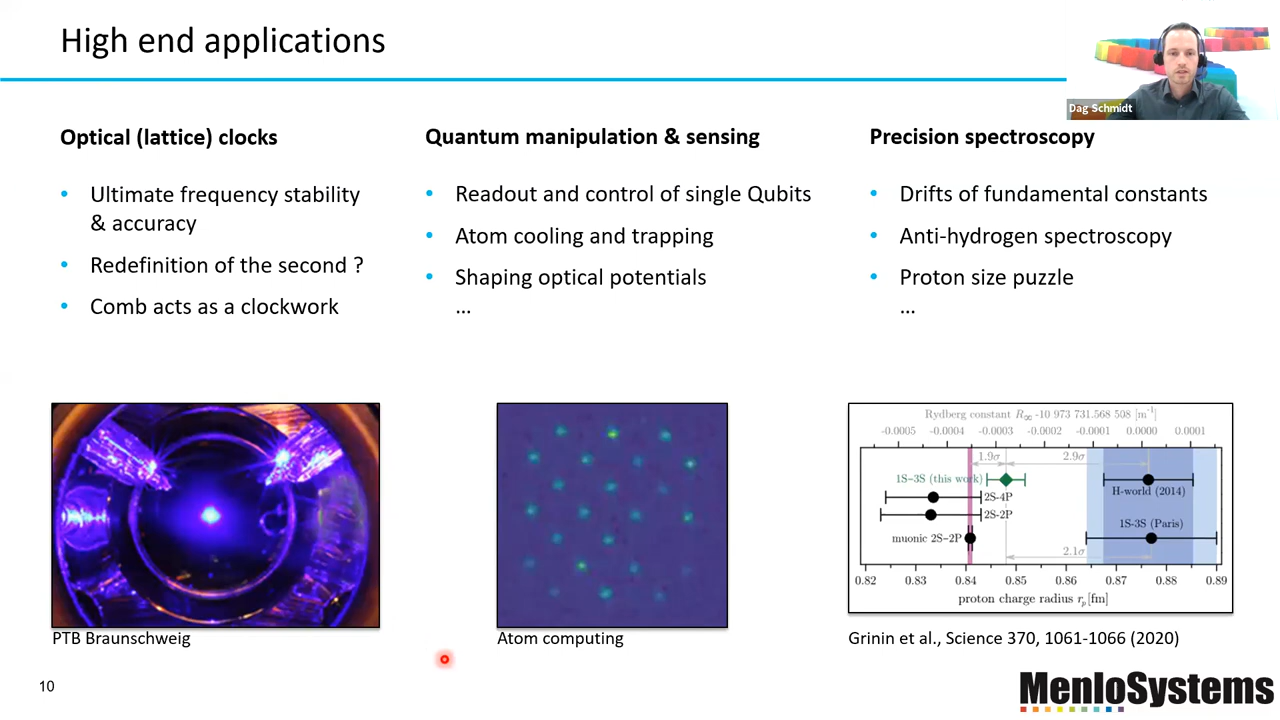 High end applications
Dag Schmidt
Optical (lattice) clocks
• Ultimate frequency stability
& accuracy
• Redefinition of the second ?
• Comb acts as a clockwork
PTB Braunschweig
Quantum manipulation & sensing
• Readout and control of single Qubits
• Atom cooling and trapping
• Shaping optical potentials
...
Atom computing
Precision spectroscopy
• Drifts of fundamental constants
• Anti-hydrogen spectroscopy
• Proton size puzzle
...
Rydberg constant R∞ -10 973 731.568 508 [m⁻¹]
-0.0005 -0.0004 -0.0003 -0.0002 -0.0001 0.0000 0.0001
1.9σ 2.9σ
1S-3S (this work)
H-world (2014)
2S-4P
2S-2P
1S-3S (Paris)
muonic 2S-2P
2.1σ
0.82 0.83 0.84 0.85 0.86 0.87 0.88 0.89
proton charge radius rₚ[fm]
Grinin et al., Science 370, 1061-1066 (2020)
10
MenloSystems